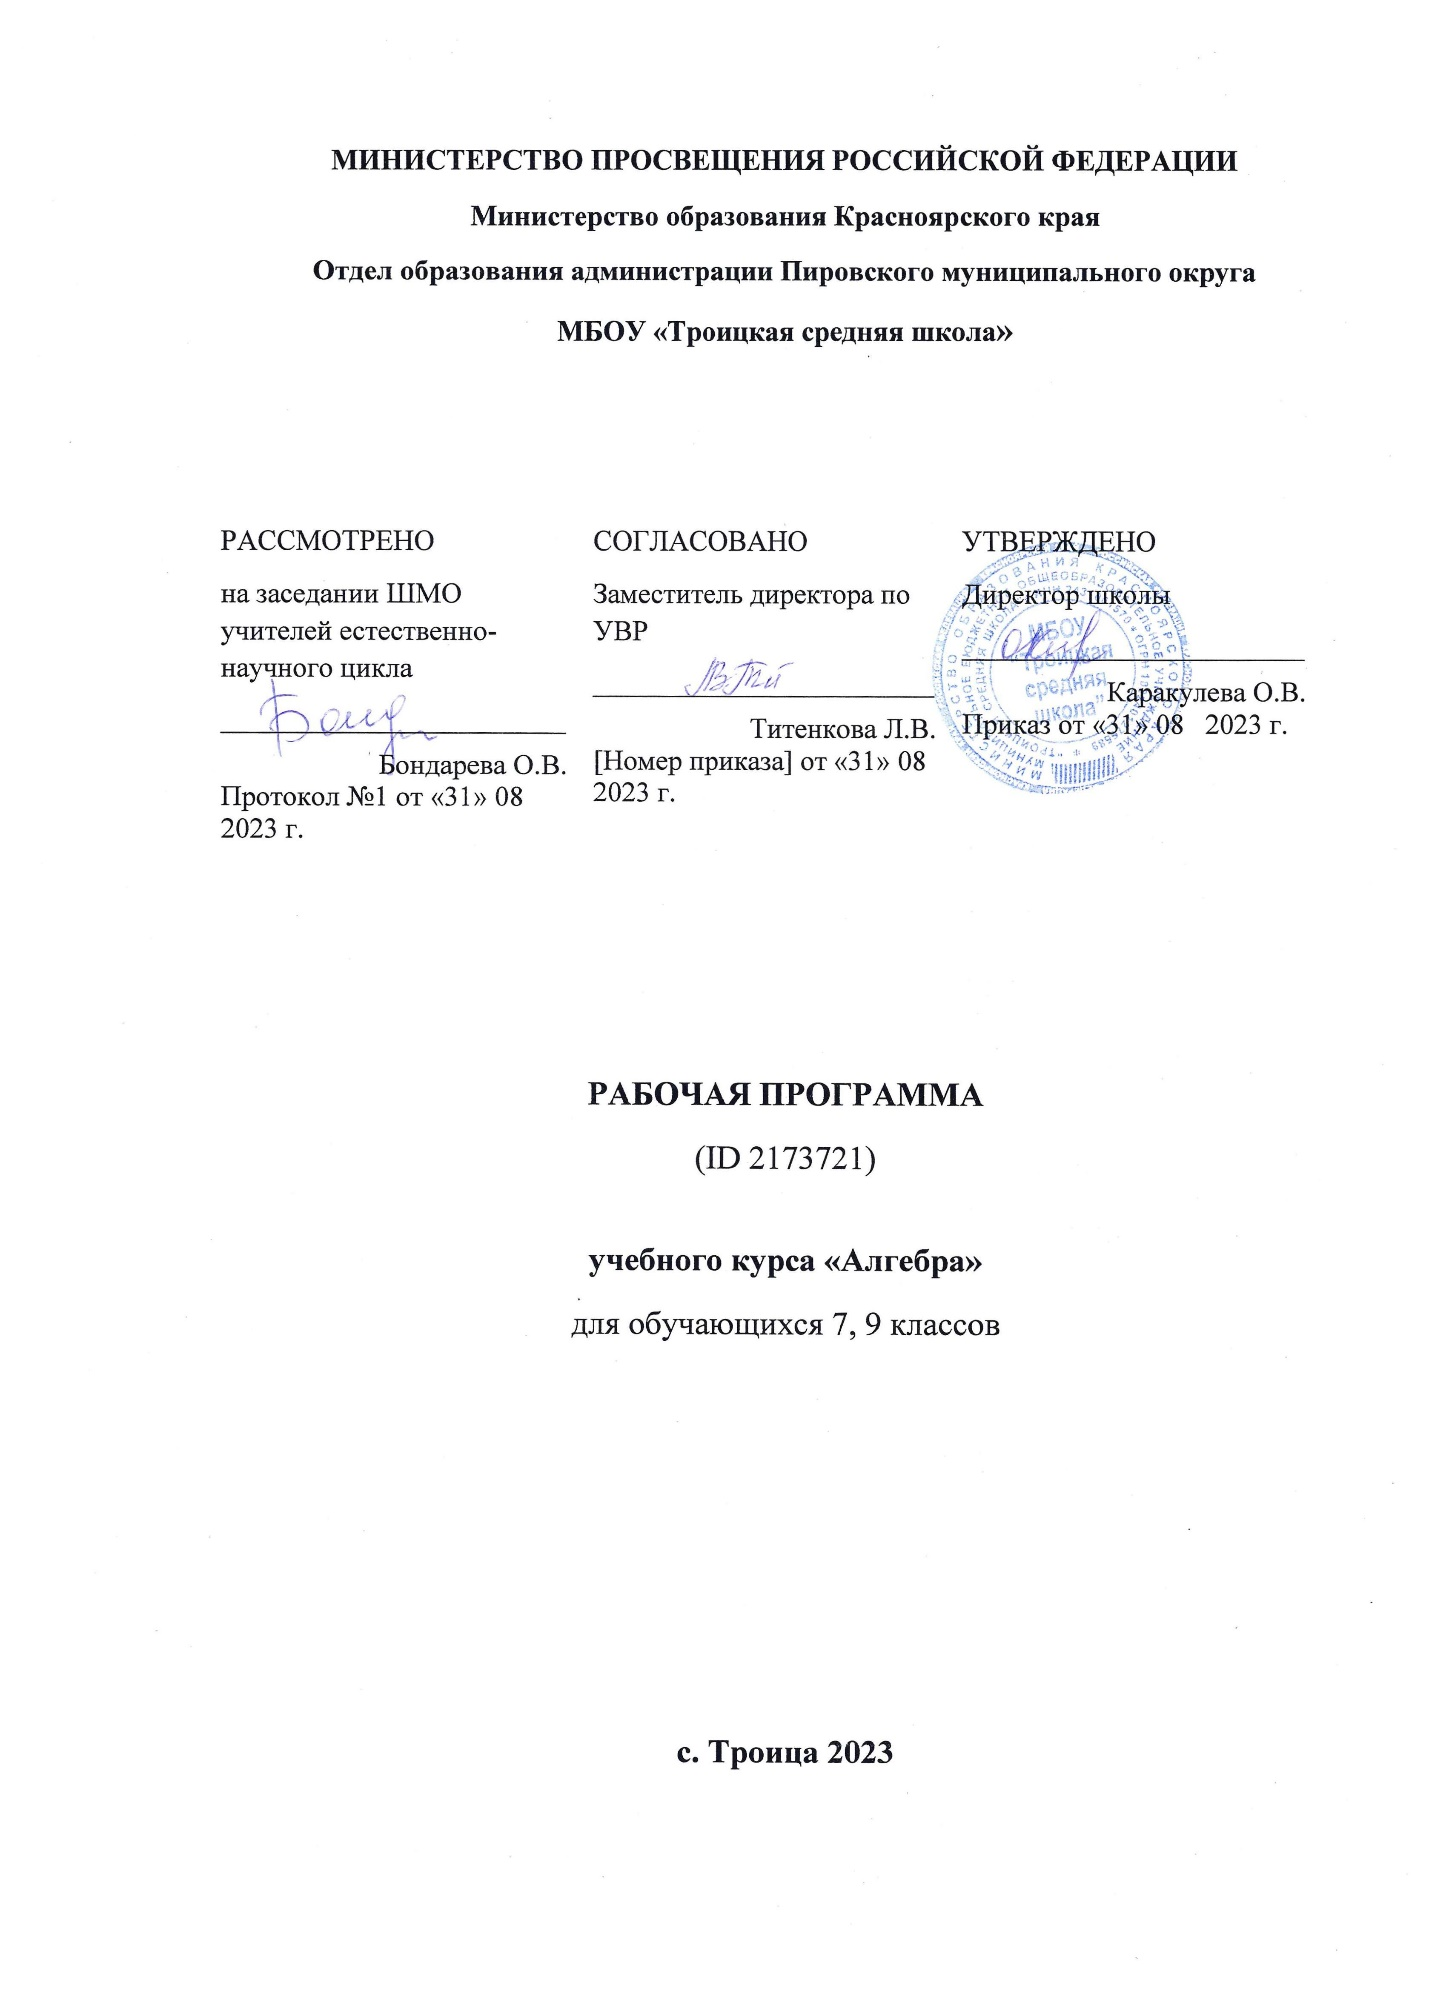 МИНИСТЕРСТВО ПРОСВЕЩЕНИЯ РОССИЙСКОЙ ФЕДЕРАЦИИ
Министерство образования Красноярского края
Отдел образования администрации Пировского муниципального округа
МБОУ «Троицкая средняя школа»
РАССМОТРЕНО
на заседании ШМО
учителей естественно-
научного цикла
Бондарева О.В.
Протокол №1 от «31» 08
2023 г.
СОГЛАСОВАНО
Заместитель директора по
УВР
Титенкова Л.В.
[Номер приказа] от «31» 08
2023 г.
УТВЕРЖДЕНО
Директор школы
Каракулева О.В.
Приказ от «31» 08 2023 г.
МБОУ
"Троицкая
средняя
школа"
РАБОЧАЯ ПРОГРАММА
(ID 2173721)
учебного курса «Алгебра»
для обучающихся 7, 9 классов
с. Троица 2023